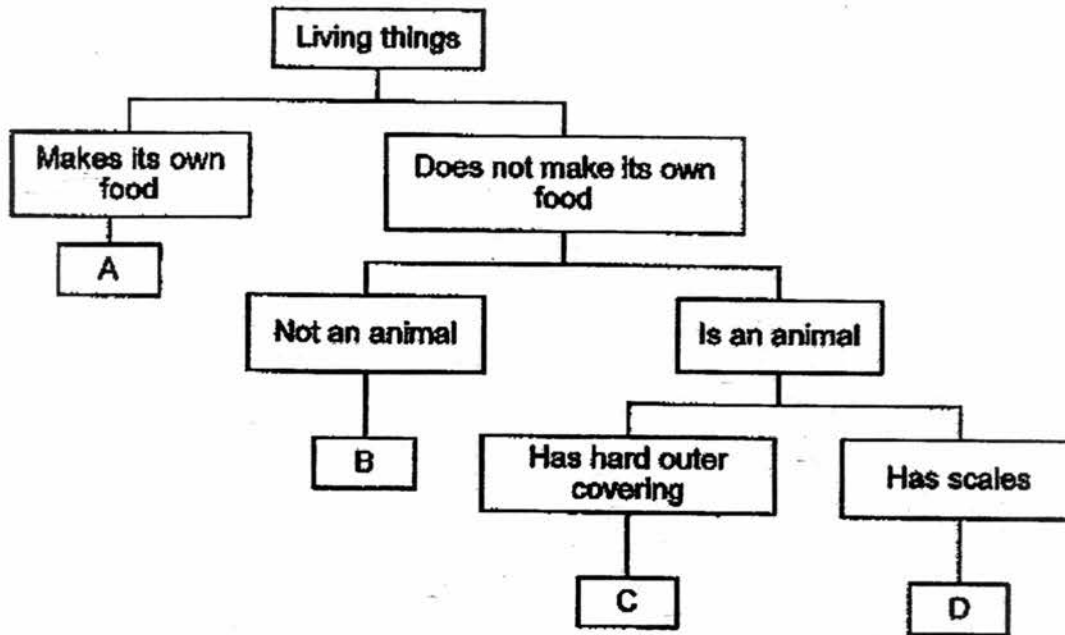 Living things
Makes its own
food
Does not make its own
food
A
Not an animal
Is an animal
B
Has hard outer
covering
Has scales
C
D